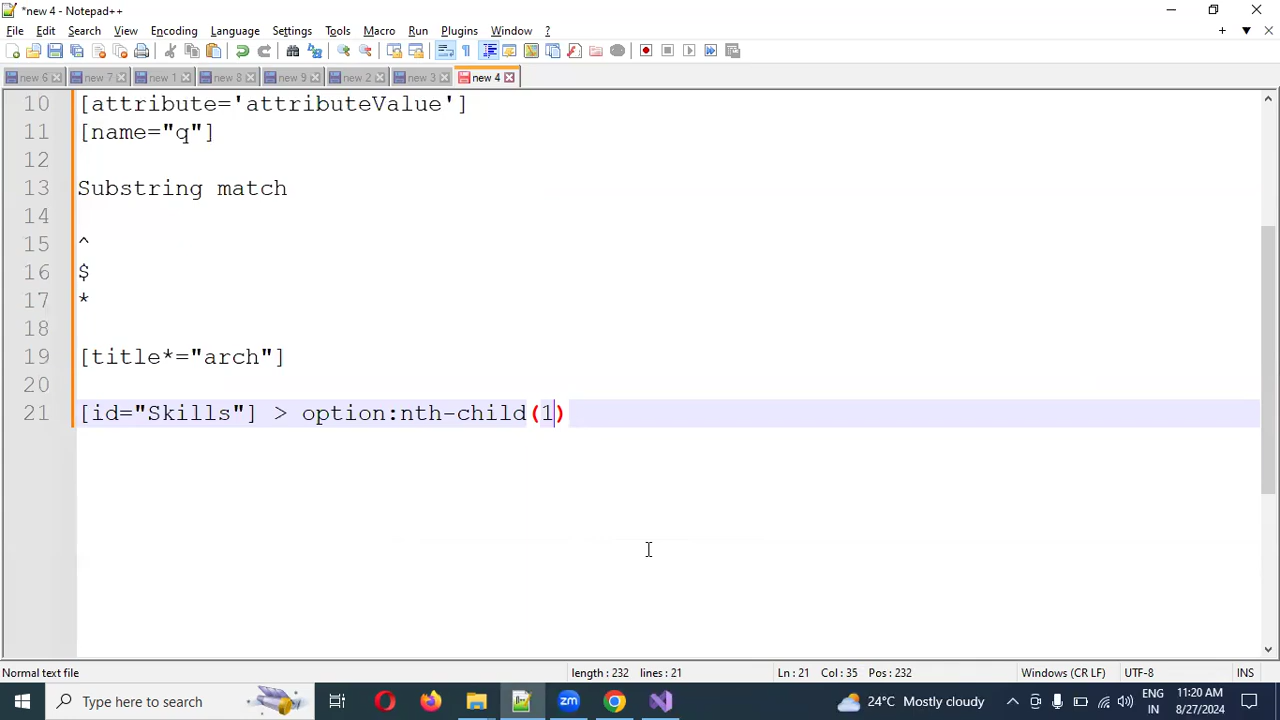 *new 4 - Notepad++
File Edit Search View Encoding Language Settings Tools Macro Run Plugins Window ?
new 6 new 7 new 1 new 8 new 9 new 2 new 3 new 4
10 [attribute='attributeValue']
11 [name="q"]
12
13 Substring match
14
15 ^
16 $
17 *
18
19 [title*="arch"]
20
21 [id="Skills"] > option:nth-child(1)
Normal text file length : 232 lines : 21 Ln : 21 Col : 35 Pos : 232 Windows (CR LF) UTF-8 INS
Type here to search 24°C Mostly cloudy ENG IN 11:20 AM 8/27/2024